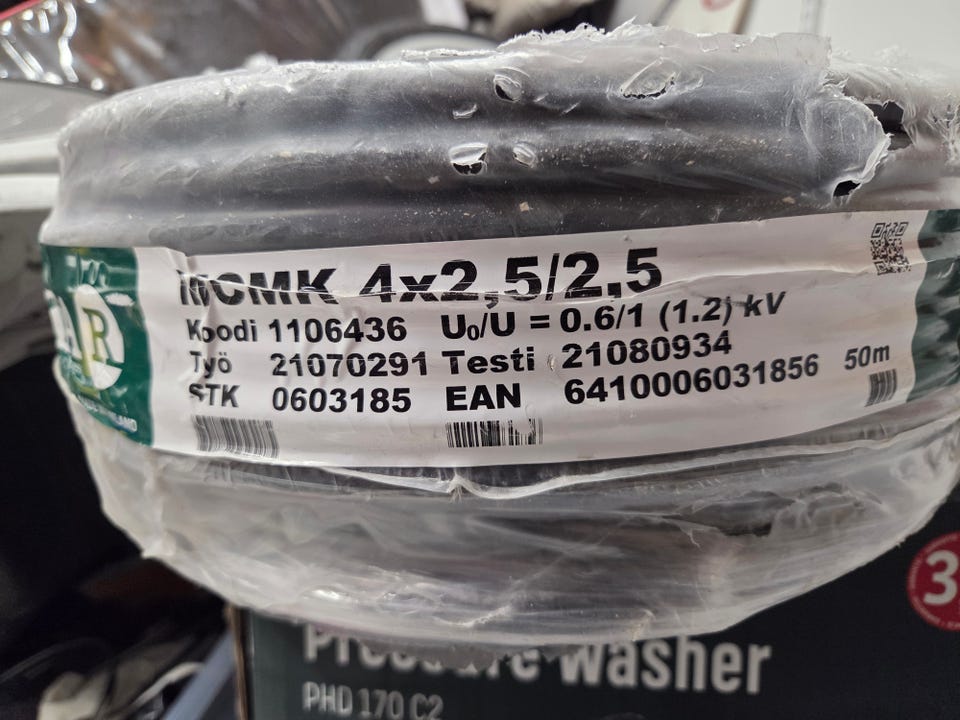 MCMK 4x2,5/2,5
Koodi 1106436 U₀/U = 0.6/1 (1.2) kV
Työ 21070291 Testi 21080934
STK 0603185 EAN 6410006031856 50m
Pressure Washer
PHD 170 C2
3